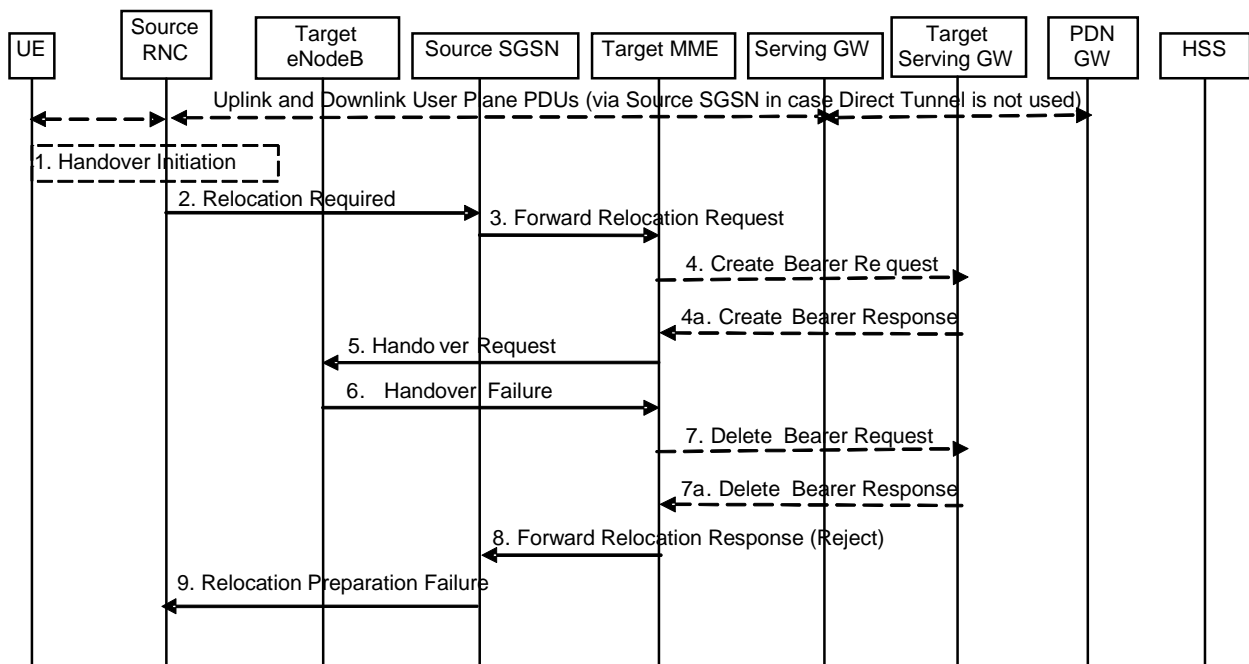 UE
Source
RNC
Target
eNodeB
Source SGSN
Target MME
Serving GW
Target
Serving GW
PDN
GW
HSS
Uplink and Downlink User Plane PDUs (via Source SGSN in case Direct Tunnel is not used)
1. Handover Initiation
2. Relocation Required
3. Forward Relocation Request
4. Create Bearer Request
4a. Create Bearer Response
5. Handover Request
6. Handover Failure
7. Delete Bearer Request
7a. Delete Bearer Response
8. Forward Relocation Response (Reject)
9. Relocation Preparation Failure